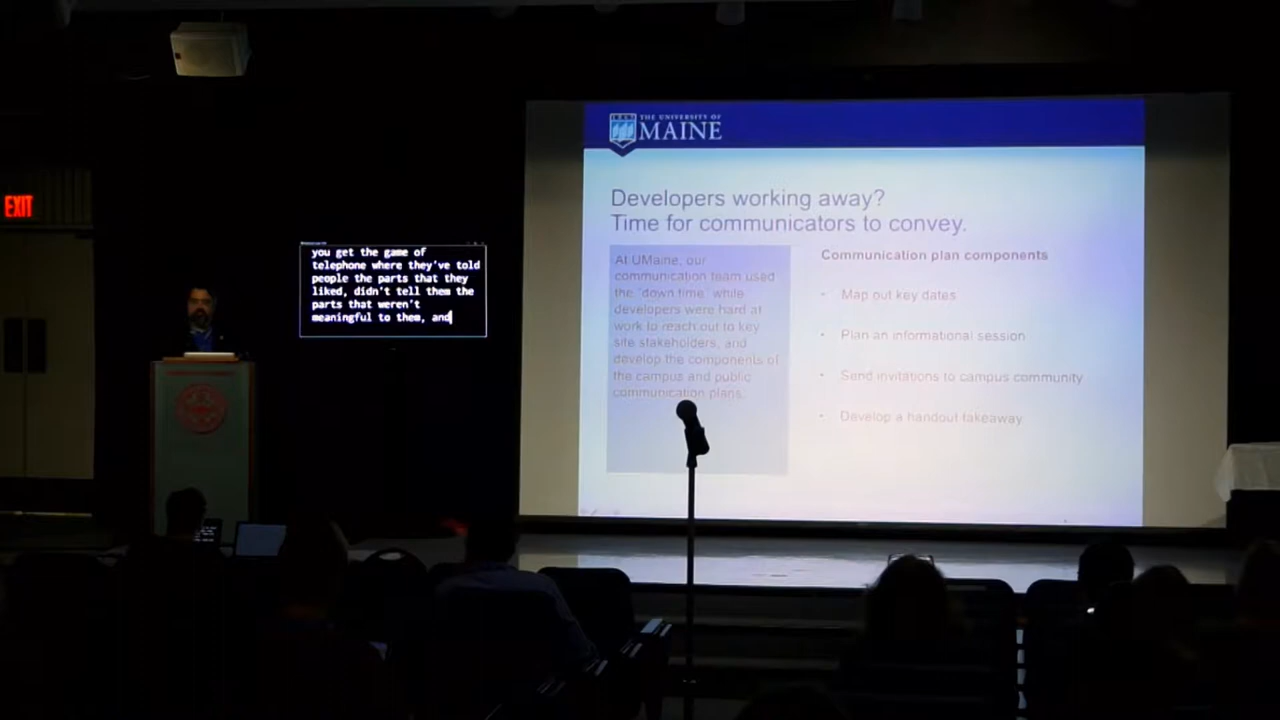 EXIT
you get the game of
telephone where they've told
people the parts that they
liked, didn't tell them the
parts that weren't
meaningful to them, and
THE UNIVERSITY OF
MAINE
Developers working away?
Time for communicators to convey.
At UMaine, our
communication team used
the "down time" while
developers were hard at
work to reach out to key
site stakeholders, and
develop the components of
the campus and public
communication plans.
Communication plan components
· Map out key dates
· Plan an informational session
· Send invitations to campus community
· Develop a handout takeaway